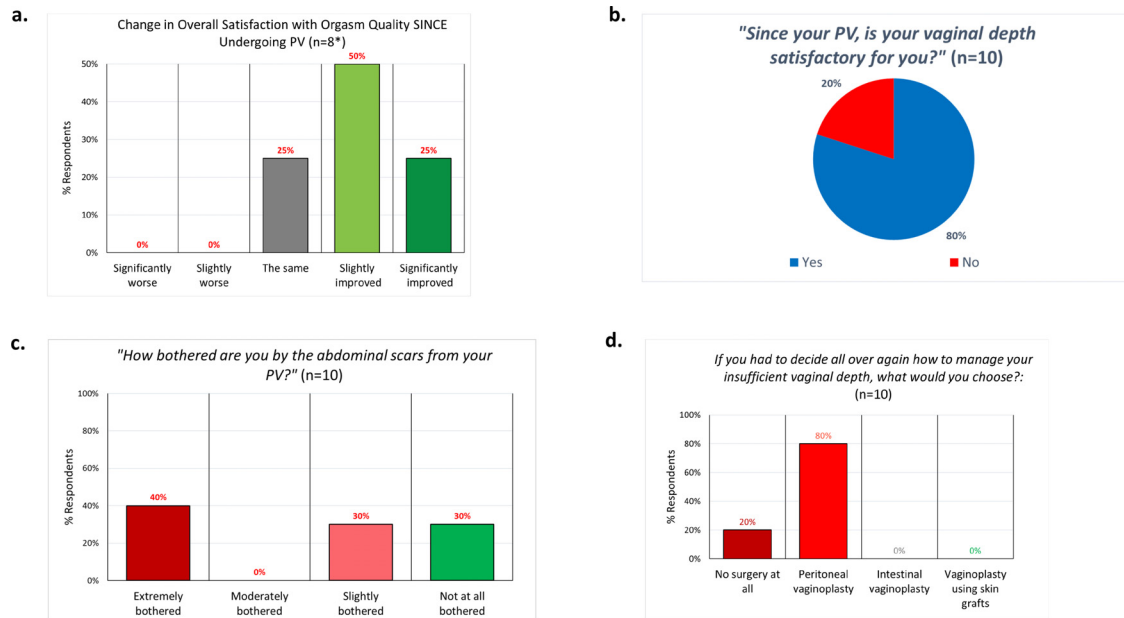 a.
Change in Overall Satisfaction with Orgasm Quality SINCE
Undergoing PV (n=8*)
% Respondents
50%
40%
30%
20%
10%
0%
0%
0%
25%
50%
25%
Significantly
worse
Slightly
worse
The same
Slightly
improved
Significantly
improved
b.
"Since your PV, is your vaginal depth
satisfactory for you?" (n=10)
20%
80%
Yes
No
c.
"How bothered are you by the abdominal scars from your
PV?" (n=10)
% Respondents
100%
80%
60%
40%
20%
0%
40%
0%
30%
30%
Extremely
bothered
Moderately
bothered
Slightly
bothered
Not at all
bothered
d.
If you had to decide all over again how to manage your
insufficient vaginal depth, what would you choose?:
(n=10)
% Respondents
100%
80%
60%
40%
20%
0%
20%
80%
0%
0%
No surgery at
all
Peritoneal
vaginoplasty
Intestinal
vaginoplasty
Vaginoplasty
using skin
grafts